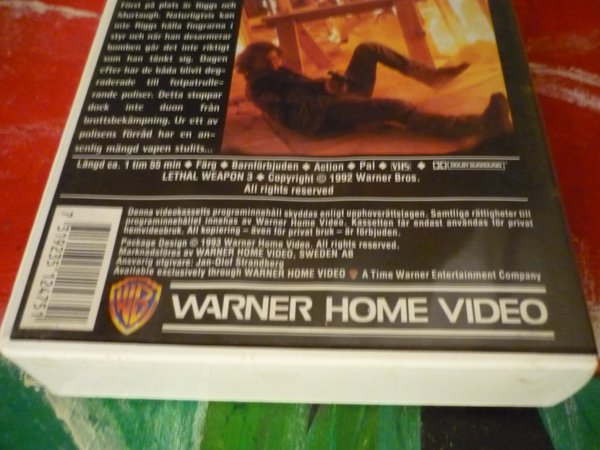 Först på plats är Riggs och
Murtaugh. Naturligtvis kan
inte Riggs hålla fingrarna i
styr och när han desarmerar
bomben går det inte riktigt
som han tänkt sig. Dagen
efter har de båda blivit deg-
raderade till fotpatrulle-
rande poliser. Detta stoppar
dock inte duon från
brottsbekämpning. Ur ett av
polisens förråd har en an-
senlig mängd vapen stulits...
Längd ca. 1 tim 58 min ◆ Färg ◆ Barnförbjuden ◆ Action ◆ Pal ◆ VHS ◆ DOLBY SURROUND
LETHAL WEAPON 3 ◆ Copyright © 1992 Warner Bros.
All rights reserved
Denna videokassetts programinnehåll skyddas enligt upphovsrättslagen. Samtliga rättigheter till
programinnehållet innehas av Warner Home Video. Kassetten får endast användas för privat
hemvideobruk. All kopiering = även för privat bruk = är förbjuden.
Package Design © 1993 Warner Home Video. All rights reserved.
Marknadsföres av WARNER HOME VIDEO, SWEDEN AB
Ansvarig utgivare: Jan-Olof Strandberg
Available exclusively through WARNER HOME VIDEO A Time Warner Entertainment Company
7 319235 124751
WB
WARNER HOME VIDEO